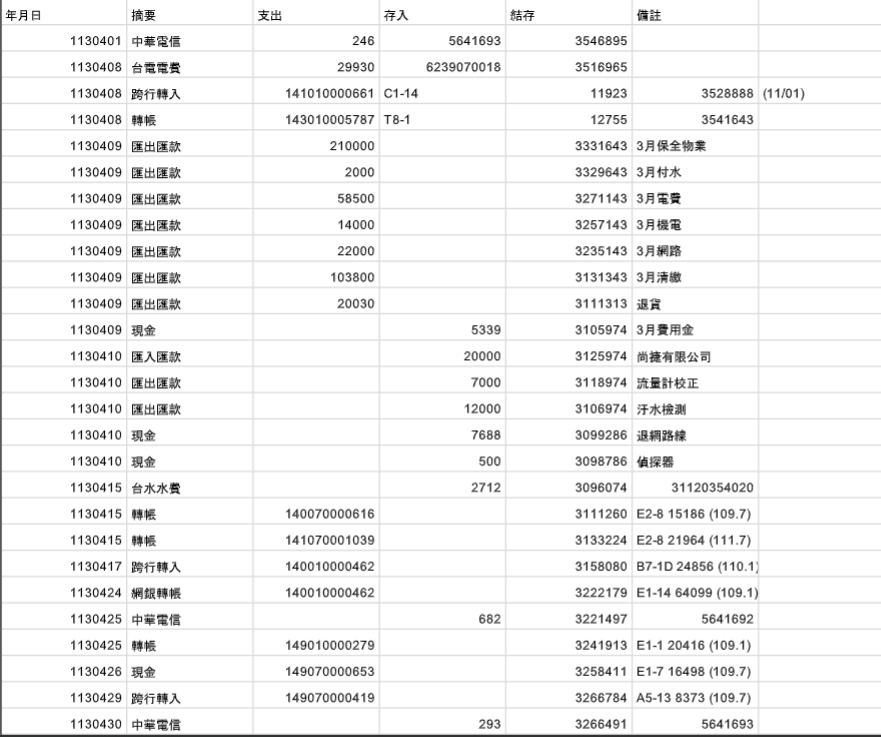 年月日 摘要 支出 存入 結存 備註
1130401 中華電信 246 5641693 3546895
1130408 台電電費 29930 6239070018 3516965
1130408 跨行轉入 141010000661 C1-14 11923 3528888 (11/01)
1130408 轉帳 143010005787 T8-1 12755 3541643
1130409 匯出匯款 210000 3331643 3月保全物業
1130409 匯出匯款 2000 3329643 3月付水
1130409 匯出匯款 58500 3271143 3月電費
1130409 匯出匯款 14000 3257143 3月機電
1130409 匯出匯款 22000 3235143 3月網路
1130409 匯出匯款 103800 3131343 3月清繳
1130409 匯出匯款 20030 3111313 退貨
1130409 現金 5339 3105974 3月費用金
1130410 匯入匯款 20000 3125974 尚捷有限公司
1130410 匯出匯款 7000 3118974 流量計校正
1130410 匯出匯款 12000 3106974 汙水檢測
1130410 現金 7688 3099286 退網路線
1130410 現金 500 3098786 偵探器
1130415 台水水費 2712 3096074 31120354020
1130415 轉帳 140070000616 3111260 E2-8 15186 (109.7)
1130415 轉帳 141070001039 3133224 E2-8 21964 (111.7)
1130417 跨行轉入 140010000462 3158080 B7-1D 24856 (110.1)
1130424 網銀轉帳 140010000462 3222179 E1-14 64099 (109.1)
1130425 中華電信 682 3221497 5641692
1130425 轉帳 149010000279 3241913 E1-1 20416 (109.1)
1130426 現金 149070000653 3258411 E1-7 16498 (109.7)
1130429 跨行轉入 149070000419 3266784 A5-13 8373 (109.7)
1130430 中華電信 293 3266491 5641693